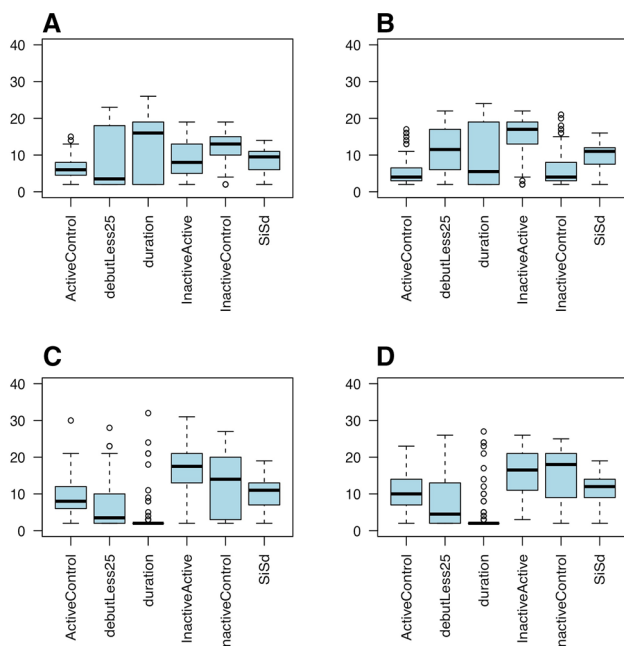 A
B
40
30
20
10
0
ActiveControl
debutLess25
duration
InactiveActive
InactiveControl
SiSd
40
30
20
10
0
ActiveControl
debutLess25
duration
InactiveActive
InactiveControl
SiSd
C
D
40
30
20
10
0
ActiveControl
debutLess25
duration
InactiveActive
nactiveControl
SiSd
40
30
20
10
0
ActiveControl
debutLess25
duration
InactiveActive
nactiveControl
SiSd